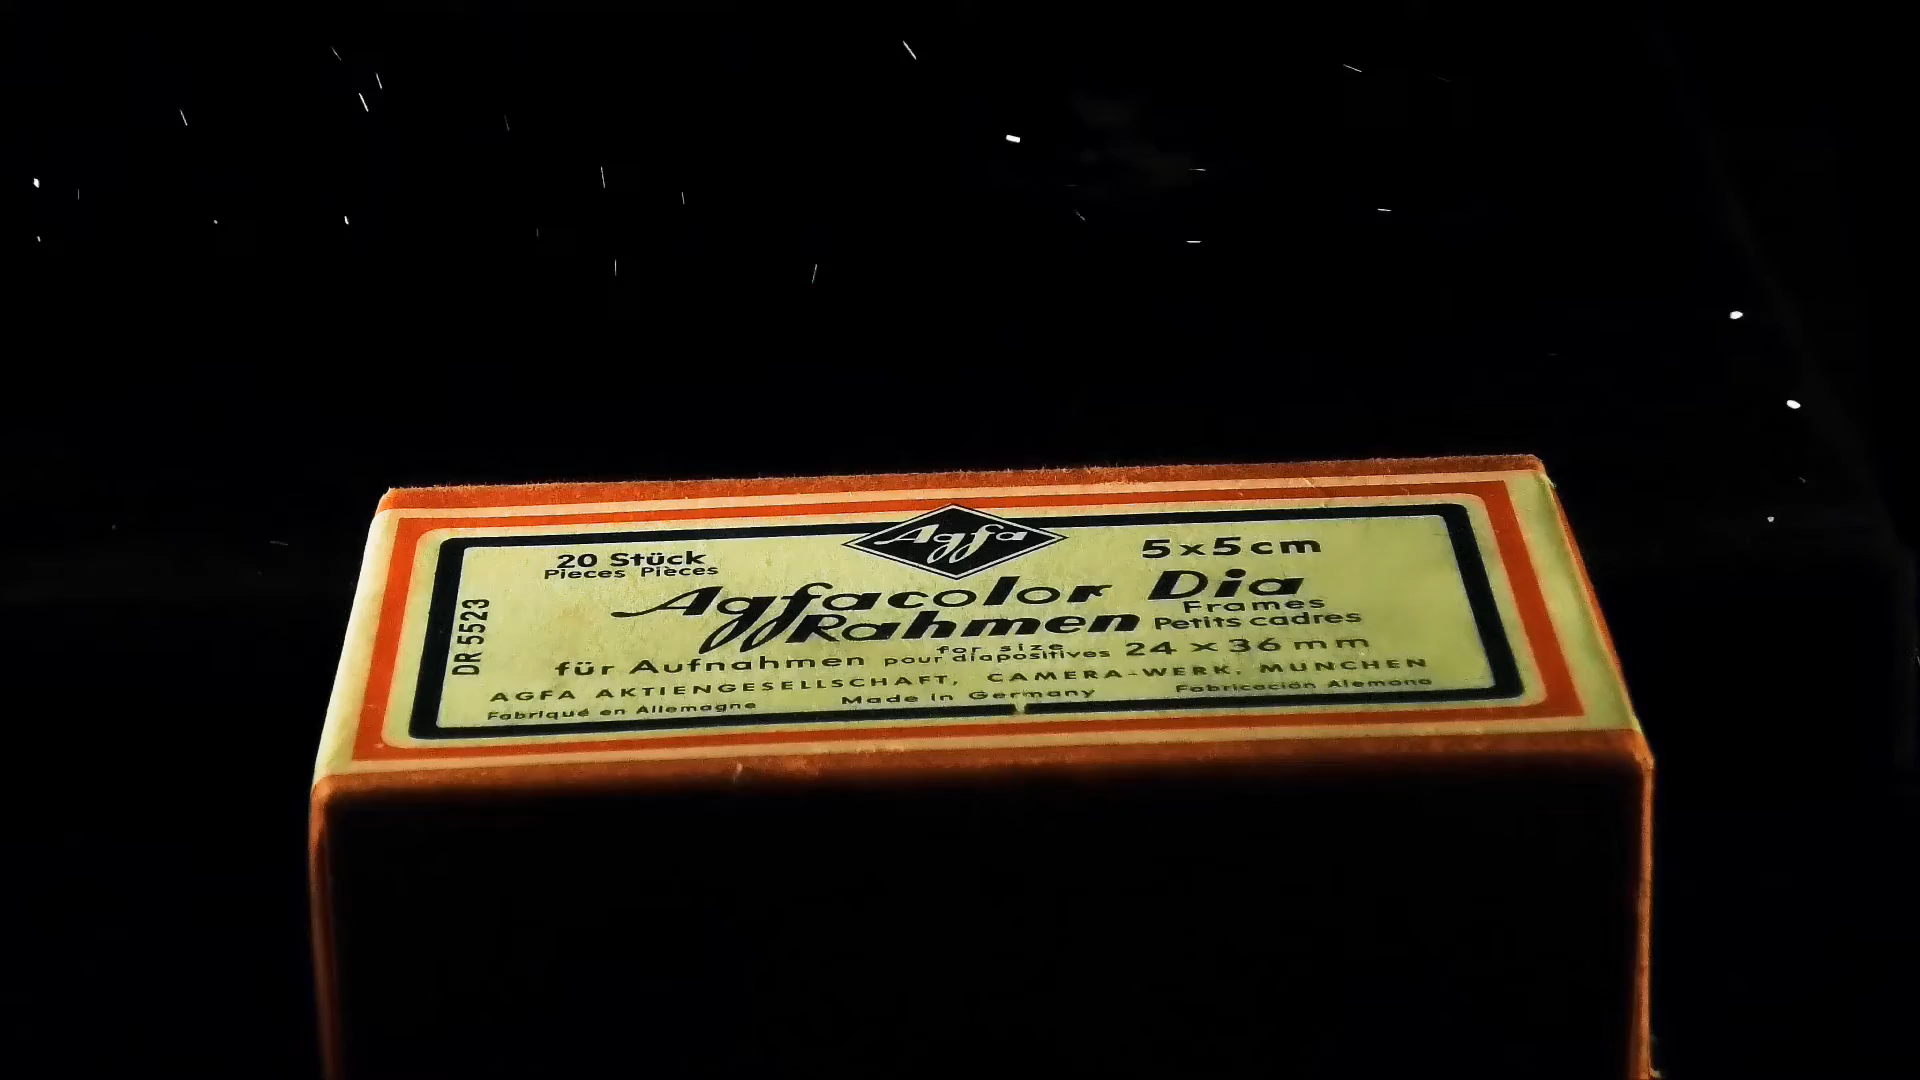 Agfa
20 Stück
Pieces Pièces
5x5cm
Agfacolor Dia
Rahmen
Frames
Petits cadres
für Aufnahmen
for size
pour diapositives
24 x 36 mm
AGFA AKTIENGESELLSCHAFT, CAMERA-WERK, MÜNCHEN
Fabriqué en Allemagne
Made in Germany
Fabricación Alemana
DR 5523